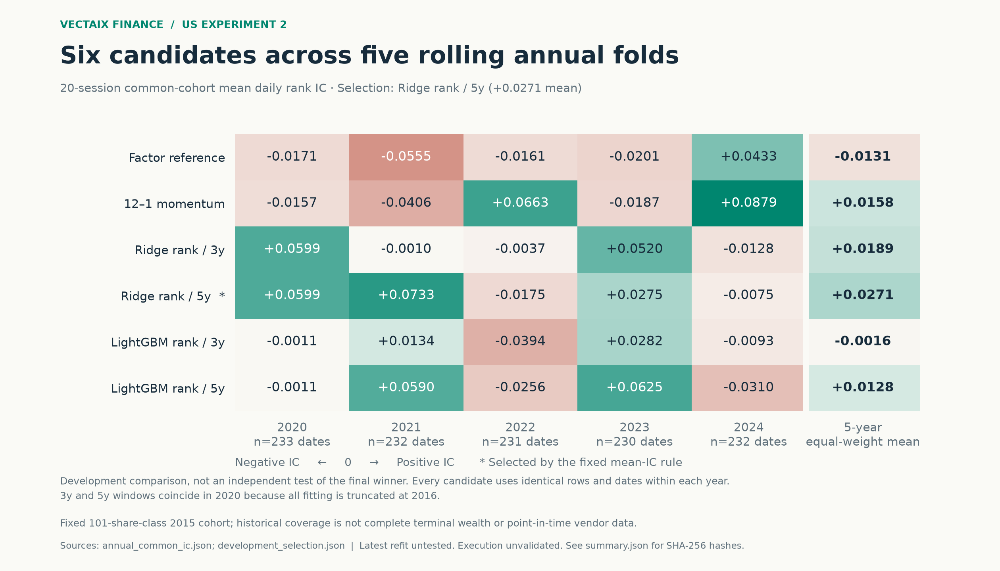 VECTAIX FINANCE / US EXPERIMENT 2
Six candidates across five rolling annual folds
20-session common-cohort mean daily rank IC · Selection: Ridge rank / 5y (+0.0271 mean)
Factor reference -0.0171 -0.0555 -0.0161 -0.0201 +0.0433 -0.0131
12–1 momentum -0.0157 -0.0406 +0.0663 -0.0187 +0.0879 +0.0158
Ridge rank / 3y +0.0599 -0.0010 -0.0037 +0.0520 -0.0128 +0.0189
Ridge rank / 5y * +0.0599 +0.0733 -0.0175 +0.0275 -0.0075 +0.0271
LightGBM rank / 3y -0.0011 +0.0134 -0.0394 +0.0282 -0.0093 -0.0016
LightGBM rank / 5y -0.0011 +0.0590 -0.0256 +0.0625 -0.0310 +0.0128
2020 2021 2022 2023 2024 5-year
n=233 dates n=232 dates n=231 dates n=230 dates n=232 dates equal-weight mean
Negative IC ← 0 → Positive IC * Selected by the fixed mean-IC rule
Development comparison, not an independent test of the final winner. Every candidate uses identical rows and dates within each year.
3y and 5y windows coincide in 2020 because all fitting is truncated at 2016.
Fixed 101-share-class 2015 cohort; historical coverage is not complete terminal wealth or point-in-time vendor data.
Sources: annual_common_ic.json; development_selection.json | Latest refit untested. Execution unvalidated. See summary.json for SHA-256 hashes.